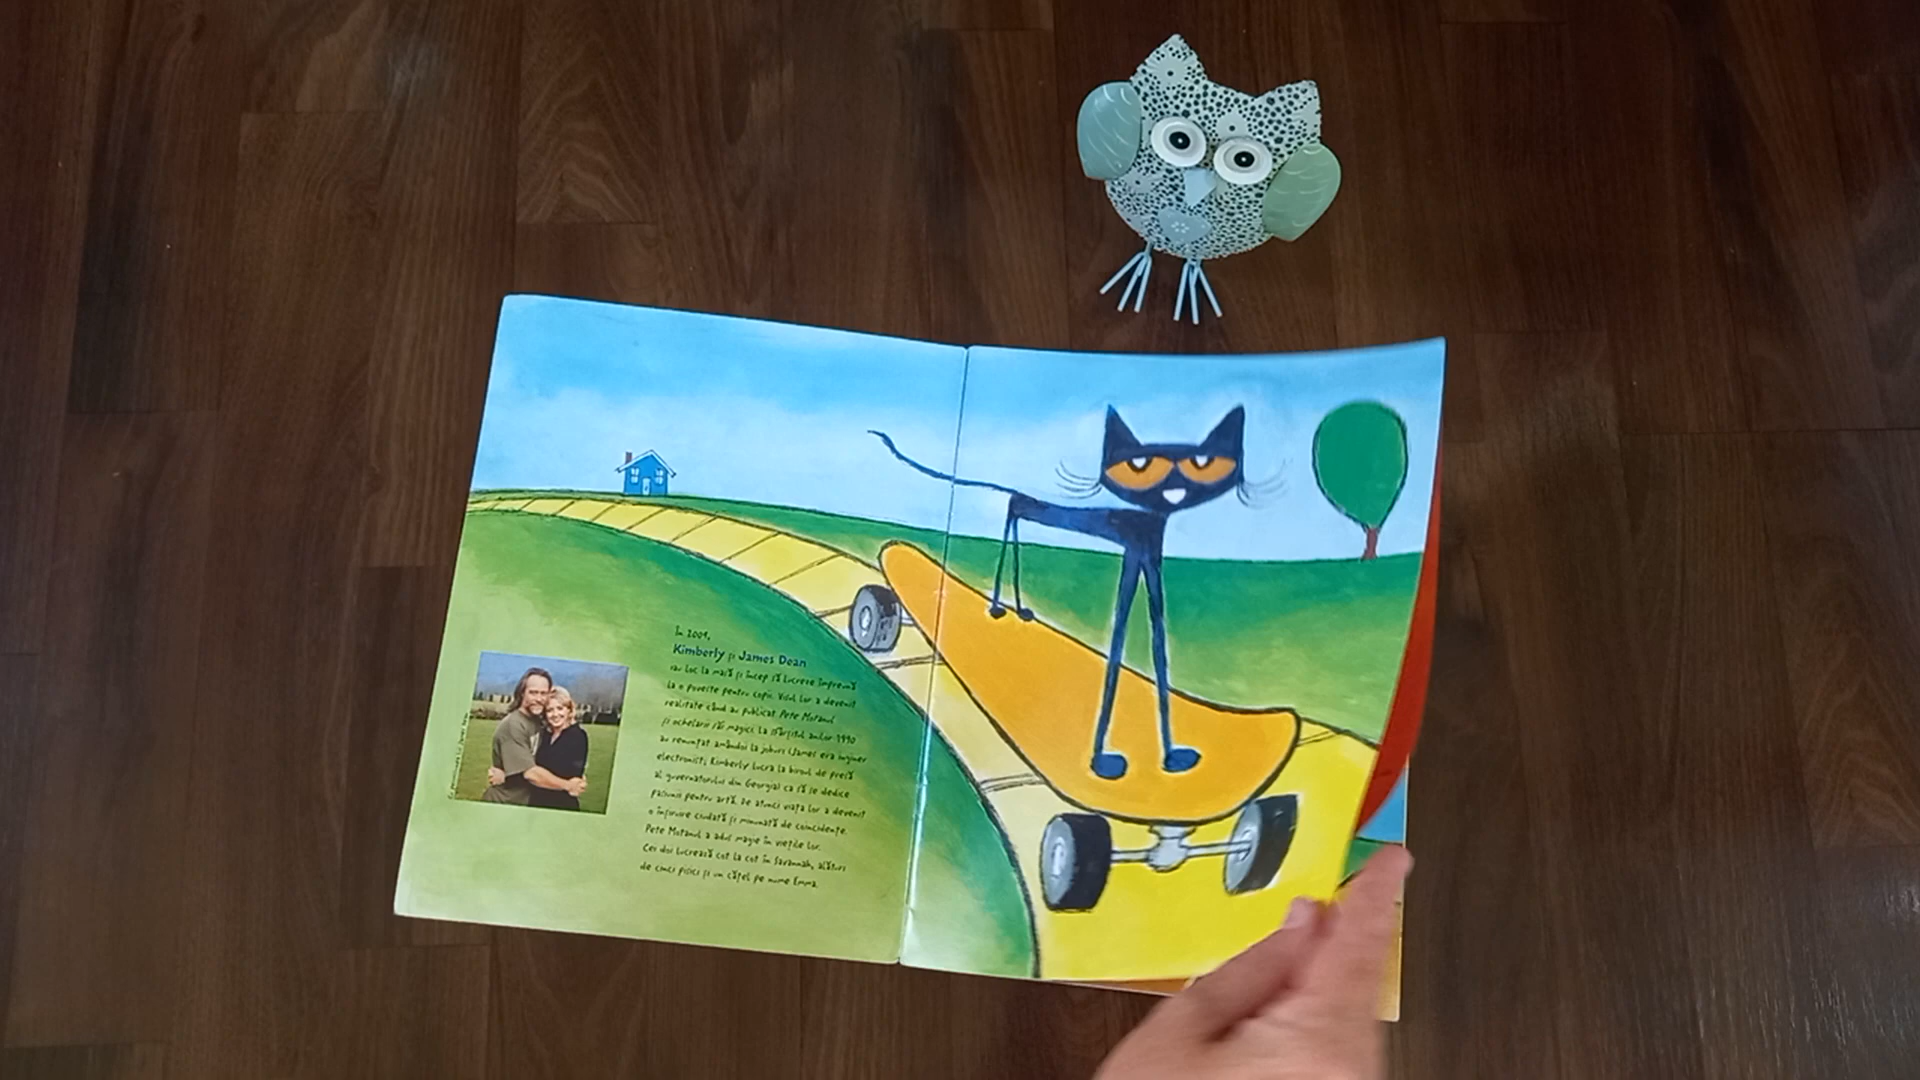 În 2009,
Kimberly și James Dean
iau loc la masă și încep să lucreze împreună
la o poveste pentru copii. Visul lor a devenit
realitate când au publicat Pete Motanul
și ochelarii săi magici. La sfârșitul anilor 1990
au renunțat amândoi la joburi (James era inginer
electronist; Kimberly lucra la biroul de presă
al guvernatorului din Georgia) ca să se dedice
pasiunii pentru artă. De atunci viața lor a devenit
o înșiruire ciudată și minunată de coincidențe.
Pete Motanul a adus magie în viețile lor.
Cei doi lucrează cot la cot în Savannah, alături
de cinci pisici și un cățel pe nume Emma.